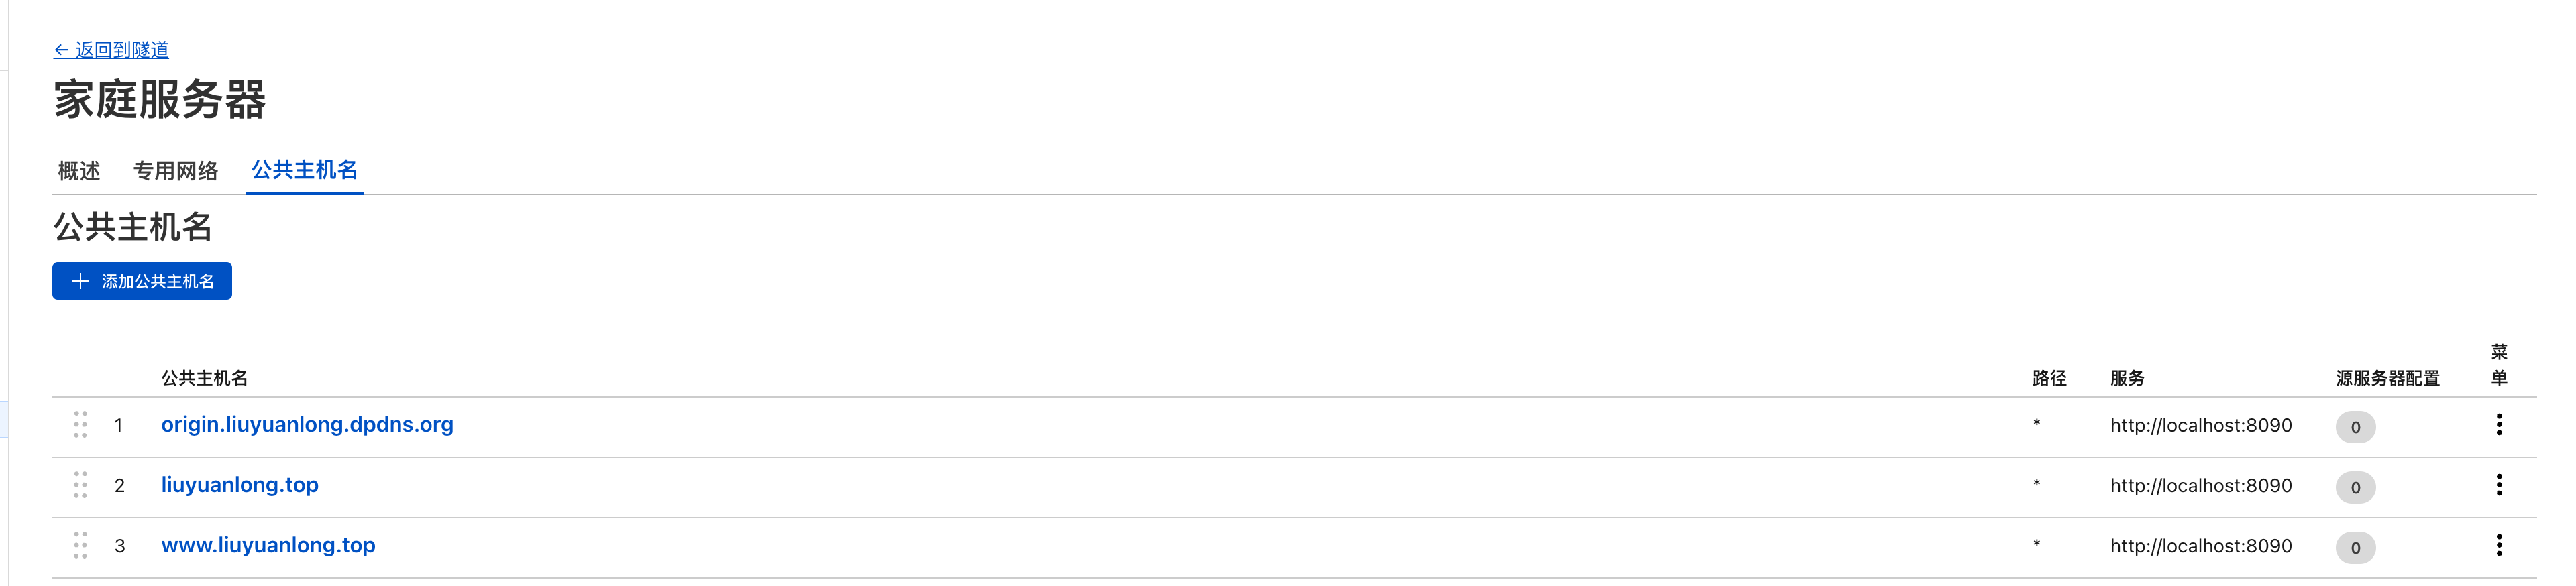 ← 返回到隧道
家庭服务器
概述 专用网络 公共主机名
公共主机名
添加公共主机名
公共主机名 路径 服务 源服务器配置 菜单
1 origin.liuyuanlong.dpdns.org * http://localhost:8090 0
2 liuyuanlong.top * http://localhost:8090 0
3 www.liuyuanlong.top * http://localhost:8090 0